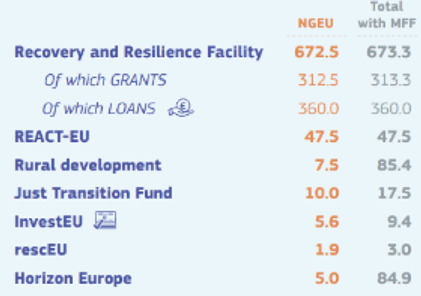 Total
NGEU with MFF
Recovery and Resilience Facility 672.5 673.3
Of which GRANTS 312.5 313.3
Of which LOANS 360.0 360.0
REACT-EU 47.5 47.5
Rural development 7.5 85.4
Just Transition Fund 10.0 17.5
InvestEU 5.6 9.4
rescEU 1.9 3.0
Horizon Europe 5.0 84.9